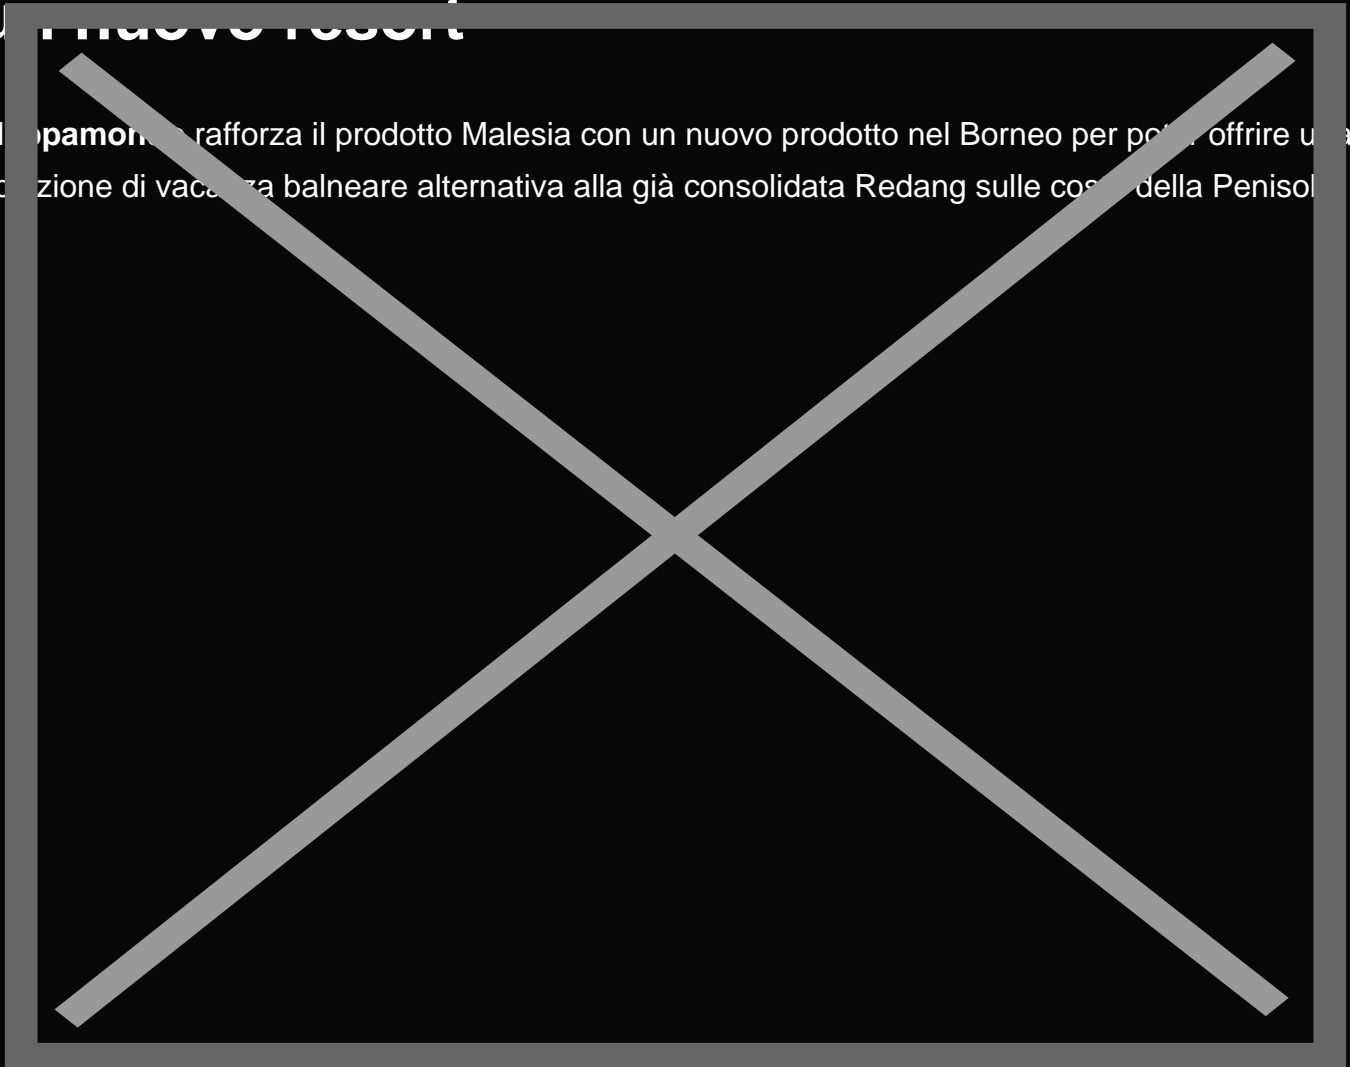 nuovo resort
rafforza il prodotto Malesia con un nuovo prodotto nel Borneo per offrire
di balneare alternativa alla già consolidata Redang sulle della